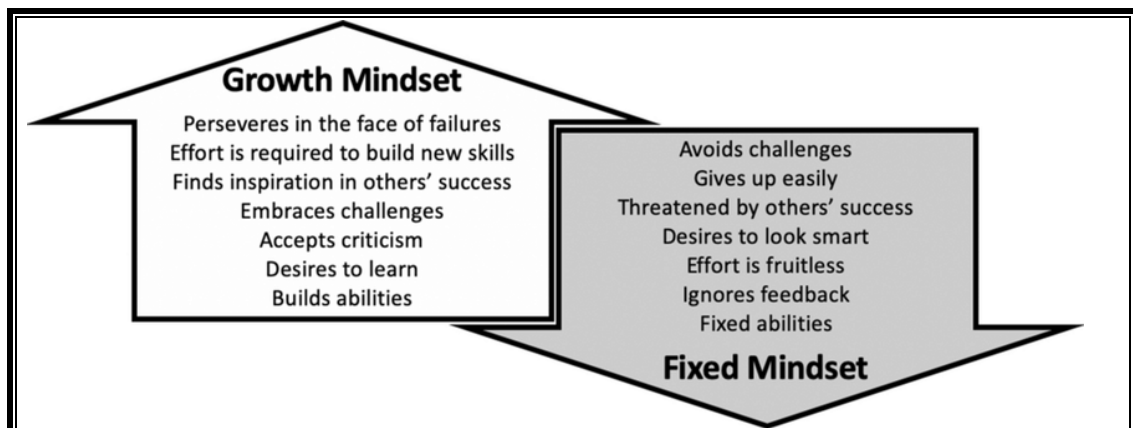 Growth Mindset
Perseveres in the face of failures
Effort is required to build new skills
Finds inspiration in others’ success
Embraces challenges
Accepts criticism
Desires to learn
Builds abilities
Avoids challenges
Gives up easily
Threatened by others’ success
Desires to look smart
Effort is fruitless
Ignores feedback
Fixed abilities
Fixed Mindset